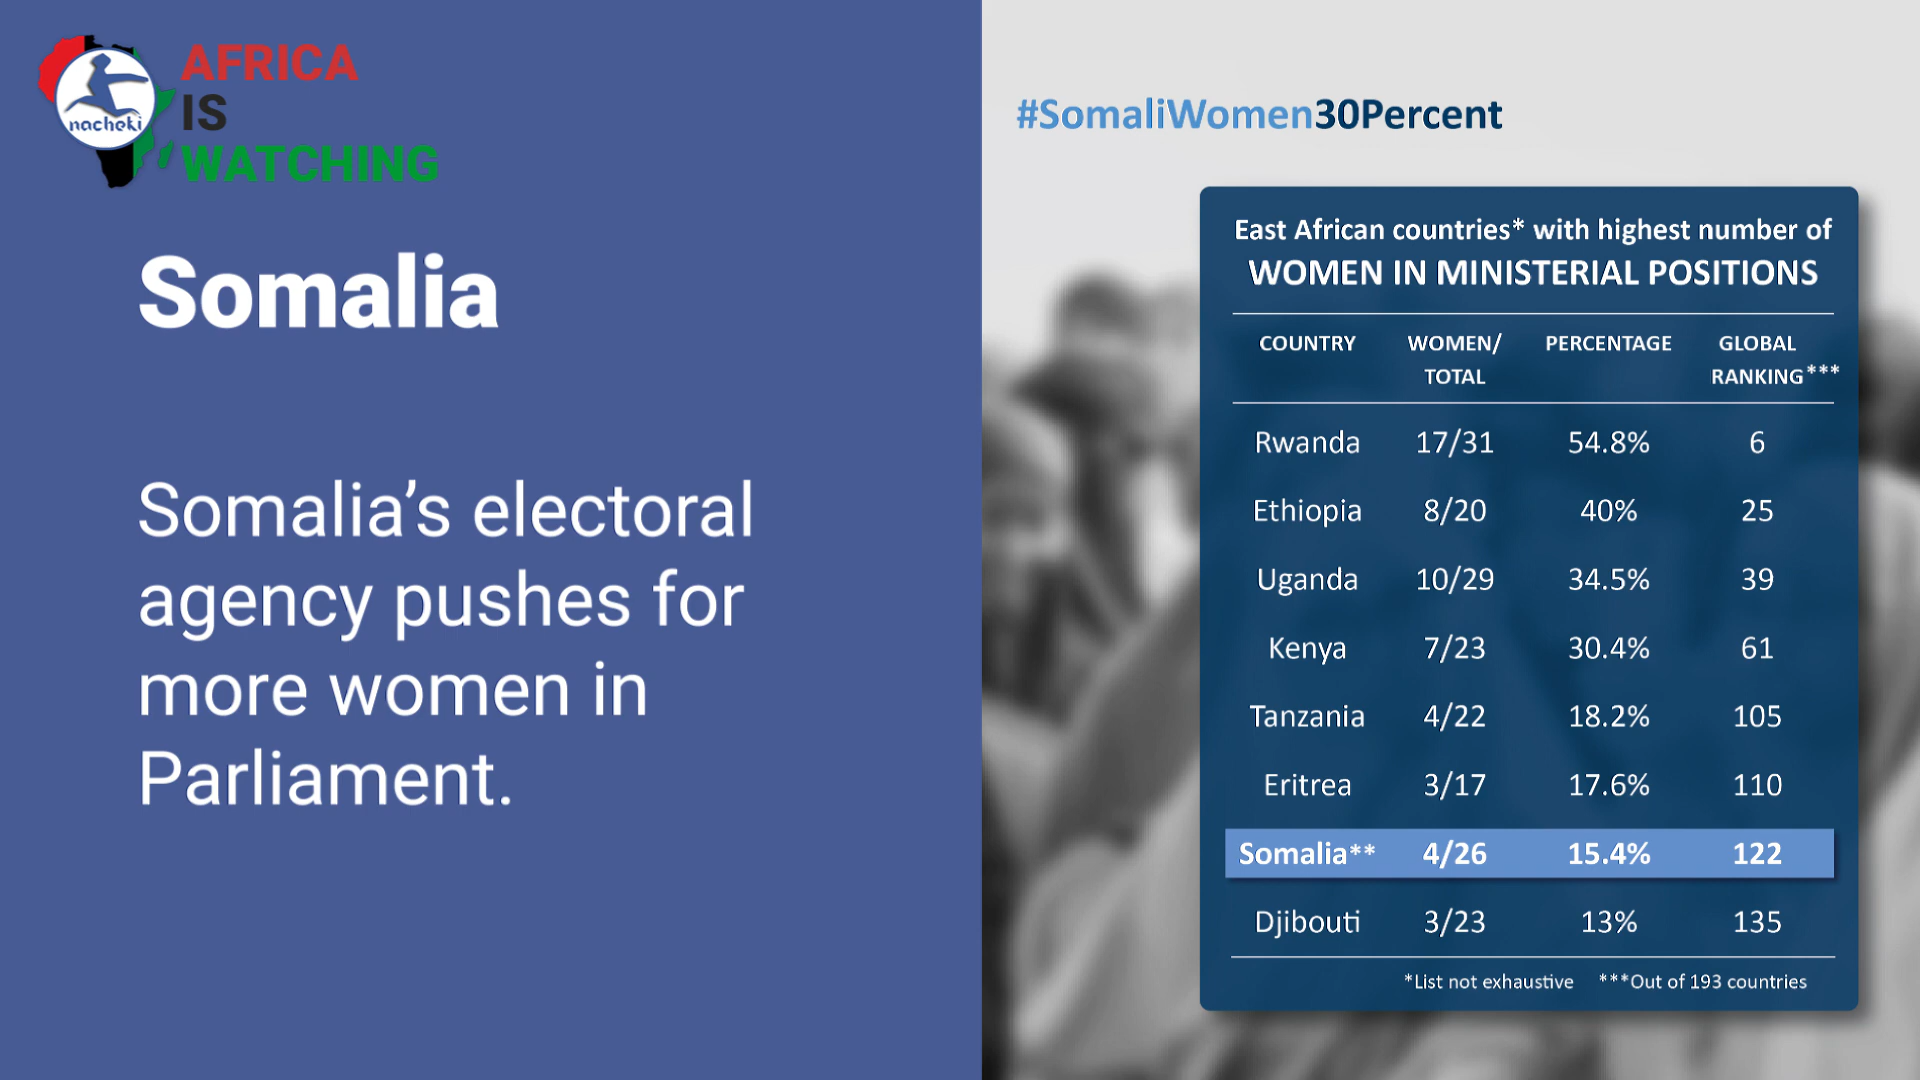 nacheki
AFRICA
IS
WATCHING
Somalia
Somalia’s electoral
agency pushes for
more women in
Parliament.
#SomaliWomen30Percent
East African countries* with highest number of
WOMEN IN MINISTERIAL POSITIONS
COUNTRY WOMEN/ PERCENTAGE GLOBAL
TOTAL RANKING***
Rwanda 17/31 54.8% 6
Ethiopia 8/20 40% 25
Uganda 10/29 34.5% 39
Kenya 7/23 30.4% 61
Tanzania 4/22 18.2% 105
Eritrea 3/17 17.6% 110
Somalia** 4/26 15.4% 122
Djibouti 3/23 13% 135
*List not exhaustive ***Out of 193 countries